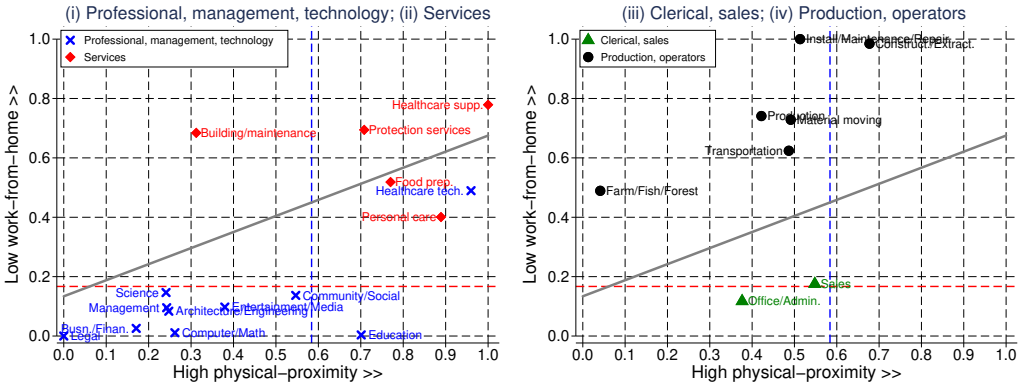 (i) Professional, management, technology; (ii) Services
Low work−from−home >>
1.0
0.8
0.6
0.4
0.2
0.0
Professional, management, technology
Services
Healthcare supp.
Building/maintenance
Protection services
Food prep.
Healthcare tech.
Personal care
Science
Community/Social
Management
Entertainment/Media
Architecture/Engineering
Busn./Finan.
Computer/Math
Legal
Education
0.0 0.1 0.2 0.3 0.4 0.5 0.6 0.7 0.8 0.9 1.0
High physical−proximity >>
(iii) Clerical, sales; (iv) Production, operators
Low work−from−home >>
1.0
0.8
0.6
0.4
0.2
0.0
Clerical, sales
Production, operators
Install/Maintenance/Repair
Construct./Extract.
Production
Material moving
Transportation
Farm/Fish/Forest
Sales
Office/Admin.
0.0 0.1 0.2 0.3 0.4 0.5 0.6 0.7 0.8 0.9 1.0
High physical−proximity >>